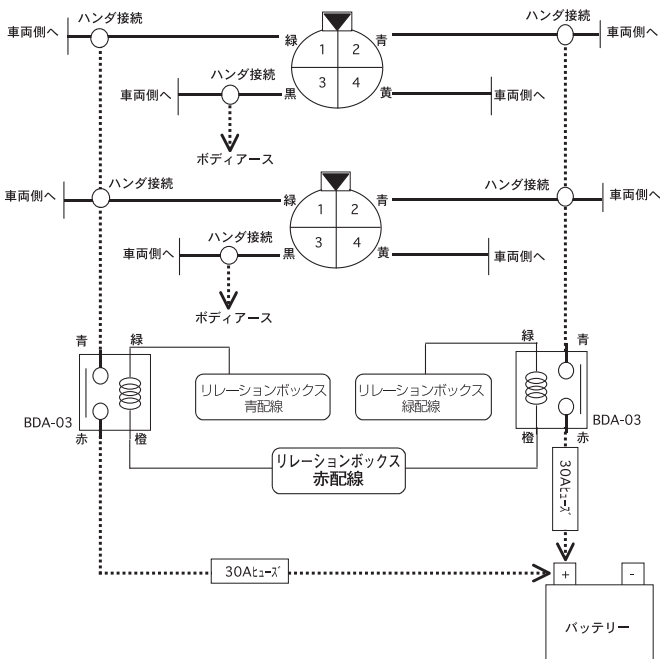 ハンダ接続
ハンダ接続
車両側へ
緑
1
2
青
車両側へ
ハンダ接続
3
4
車両側へ
黒
黄
車両側へ
ボディアース
ハンダ接続
ハンダ接続
車両側へ
緑
1
2
青
車両側へ
ハンダ接続
3
4
車両側へ
黒
黄
車両側へ
ボディアース
青
緑
緑
青
リレーションボックス
青配線
リレーションボックス
緑配線
BDA-03
BDA-03
赤
橙
橙
赤
リレーションボックス
赤配線
30Aヒューズ
30Aヒューズ
+
-
バッテリー